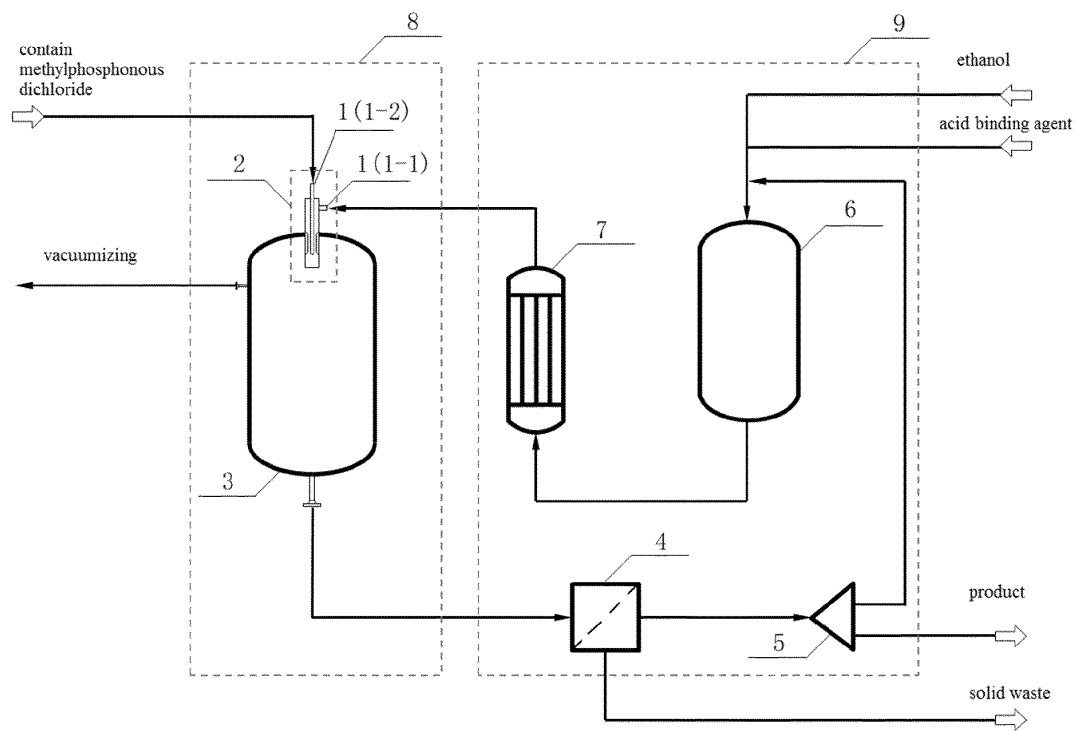 8
9
contain
methylphosphonous
dichloride
ethanol
1(1-2)
acid binding agent
2
1(1-1)
6
7
vacuumizing
3
4
product
5
solid waste